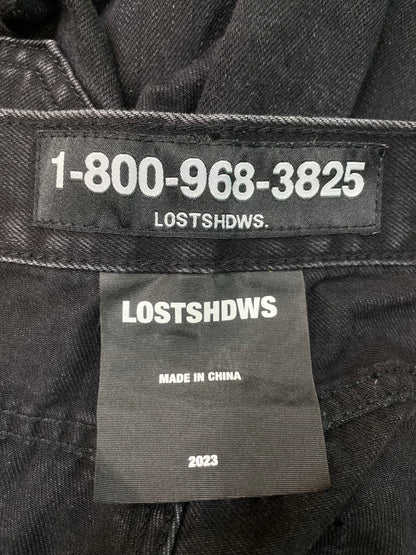 1-800-968-3825
LOSTSHDWS.
LOSTSHDWS
MADE IN CHINA
2023